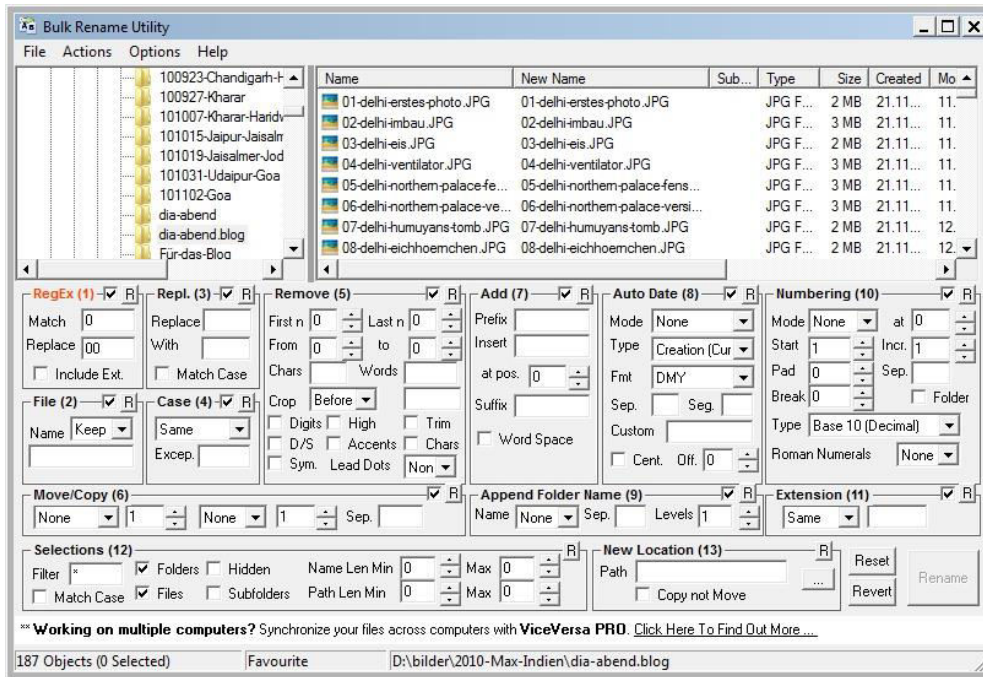 Bulk Rename Utility
File Actions Options Help
100923-Chandigarh-H
100927-Kharar
101007-Kharar-Haridw
101015-Jaipur-Jaisalm
101019-Jaisalmer-Jod
101031-Udaipur-Goa
101102-Goa
dia-abend
dia-abend.blog
Für-das-Blog
Name New Name Sub... Type Size Created Mo
01-delhi-erstes-photo.JPG 01-delhi-erstes-photo.JPG JPG F... 2 MB 21.11... 11.
02-delhi-imbau.JPG 02-delhi-imbau.JPG JPG F... 3 MB 21.11... 11.
03-delhi-eis.JPG 03-delhi-eis.JPG JPG F... 2 MB 21.11... 11.
04-delhi-ventilator.JPG 04-delhi-ventilator.JPG JPG F... 3 MB 21.11... 11.
05-delhi-northern-palace-fe... 05-delhi-northern-palace-fens... JPG F... 2 MB 21.11... 11.
06-delhi-northern-palace-ve... 06-delhi-northern-palace-versi... JPG F... 3 MB 21.11... 11.
07-delhi-humuyans-tomb.JPG 07-delhi-humuyans-tomb.JPG JPG F... 2 MB 21.11... 12.
08-delhi-eichhoernchen.JPG 08-delhi-eichhoernchen.JPG JPG F... 2 MB 21.11... 12.
RegEx (1) R
Match 0
Replace 00
Include Ext.
Repl. (3) R
Replace
With
Match Case
Remove (5) R
First n 0 Last n 0
From 0 to 0
Chars Words
Crop Before
Digits High Trim
D/S Accents Chars
Sym. Lead Dots Non
Add (7) R
Prefix
Insert
at pos. 0
Suffix
Word Space
Auto Date (8) R
Mode None
Type Creation (Cur
Fmt DMY
Sep. Seg.
Custom
Cent. Off. 0
Numbering (10) R
Mode None at 0
Start 1 Incr. 1
Pad 0 Sep.
Break 0 Folder
Type Base 10 (Decimal)
Roman Numerals None
File (2) R
Name Keep
Case (4) R
Same
Excep.
Move/Copy (6) R
None 1 None 1 Sep.
Append Folder Name (9) R
Name None Sep. Levels 1
Extension (11) R
Same
Selections (12) R
Filter * Folders Hidden Name Len Min 0 Max 0
Match Case Files Subfolders Path Len Min 0 Max 0
New Location (13) R
Path ...
Copy not Move
Reset
Revert
Rename
** Working on multiple computers? Synchronize your files across computers with ViceVersa PRO. Click Here To Find Out More ...
187 Objects (0 Selected) Favourite D:\bilder\2010-Max-Indien\dia-abend.blog